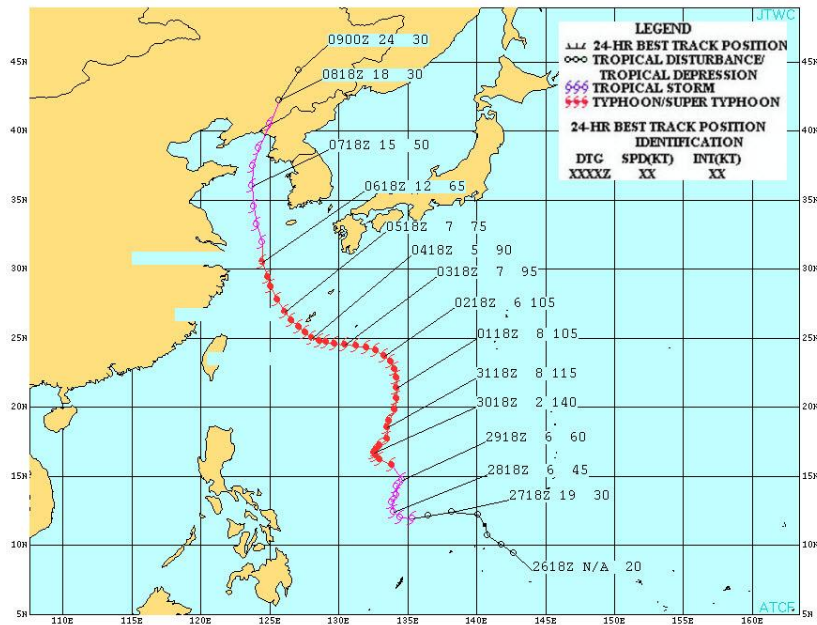 JTWC
LEGEND
24-HR BEST TRACK POSITION
TROPICAL DISTURBANCE/
TROPICAL DEPRESSION
TROPICAL STORM
TYPHOON/SUPER TYPHOON
24-HR BEST TRACK POSITION
IDENTIFICATION
DTG SPD(KT) INT(KT)
XXXXZ XX XX
0900Z 24 30
0818Z 18 30
0718Z 15 50
0618Z 12 65
0518Z 7 75
0418Z 5 90
0318Z 7 95
0218Z 6 105
0118Z 8 105
3118Z 8 115
3018Z 2 140
2918Z 6 60
2818Z 6 45
2718Z 19 30
2618Z N/A 20
45N
40N
35N
30N
25N
20N
15N
10N
5N
110E 115E 120E 125E 130E 135E 140E 145E 150E 155E 160E
ATCF